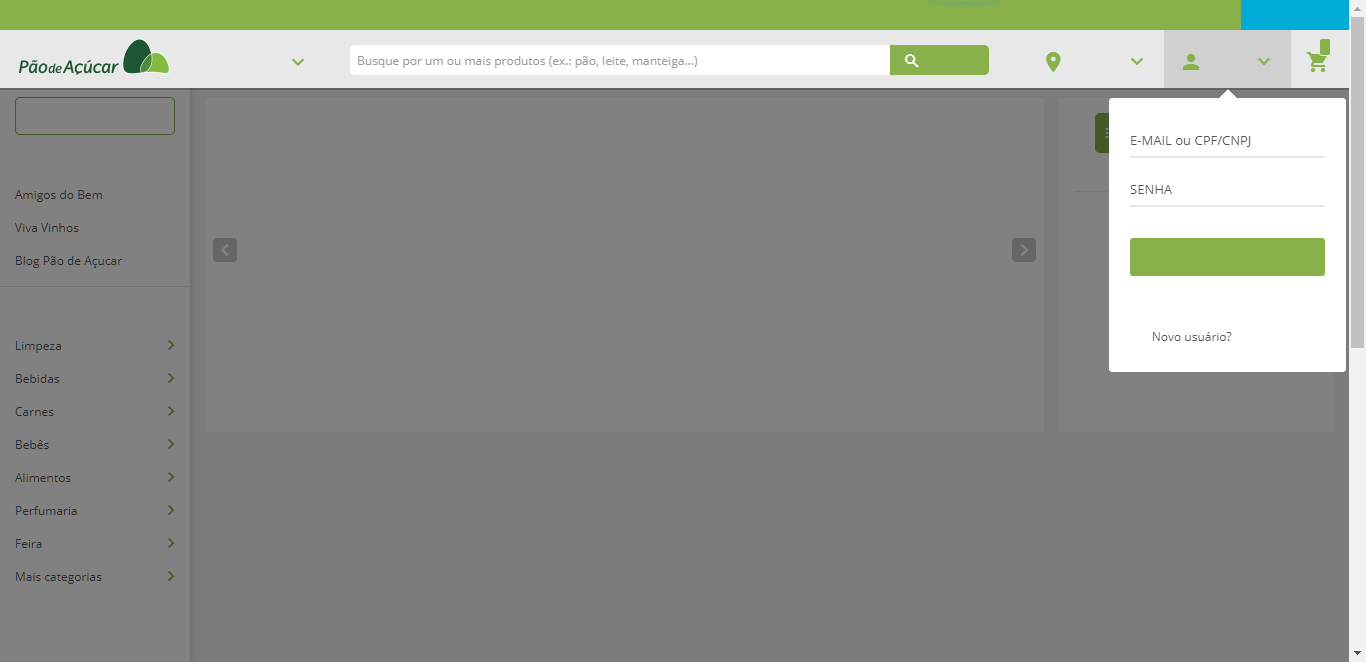 PãodeAçúcar
Busque por um ou mais produtos (ex.: pão, leite, manteiga...)
E-MAIL ou CPF/CNPJ
SENHA
Novo usuário?
Amigos do Bem
Viva Vinhos
Blog Pão de Açucar
Limpeza
Bebidas
Carnes
Bebês
Alimentos
Perfumaria
Feira
Mais categorias